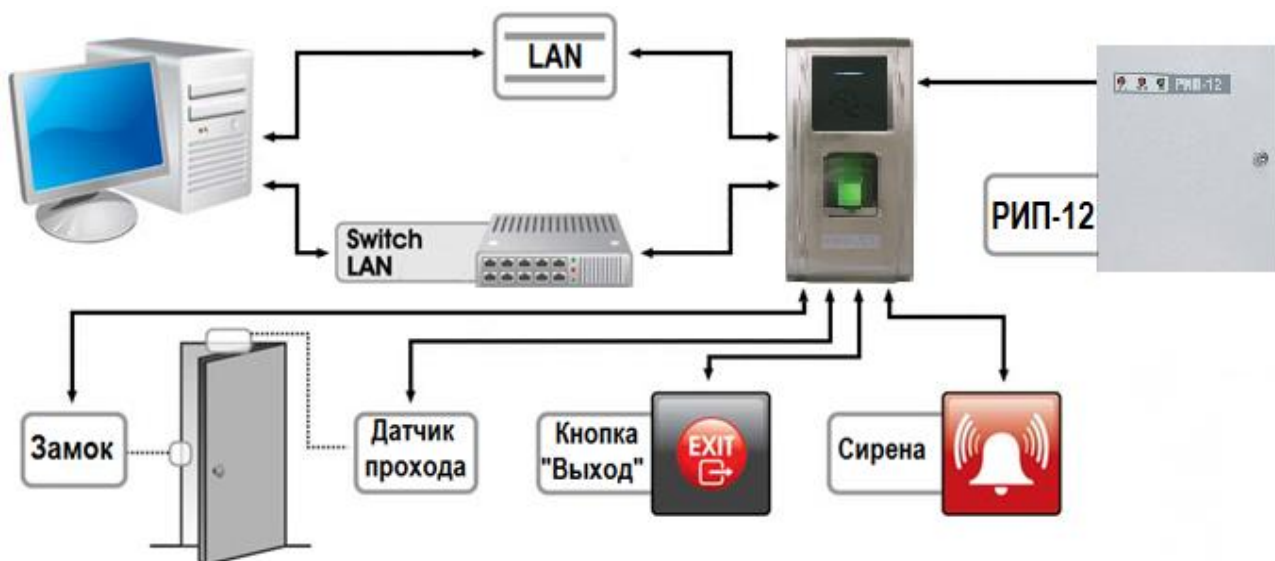 LAN
РИП-12
РИП-12
Switch
LAN
Замок
Датчик
прохода
Кнопка
"Выход"
EXIT
Сирена